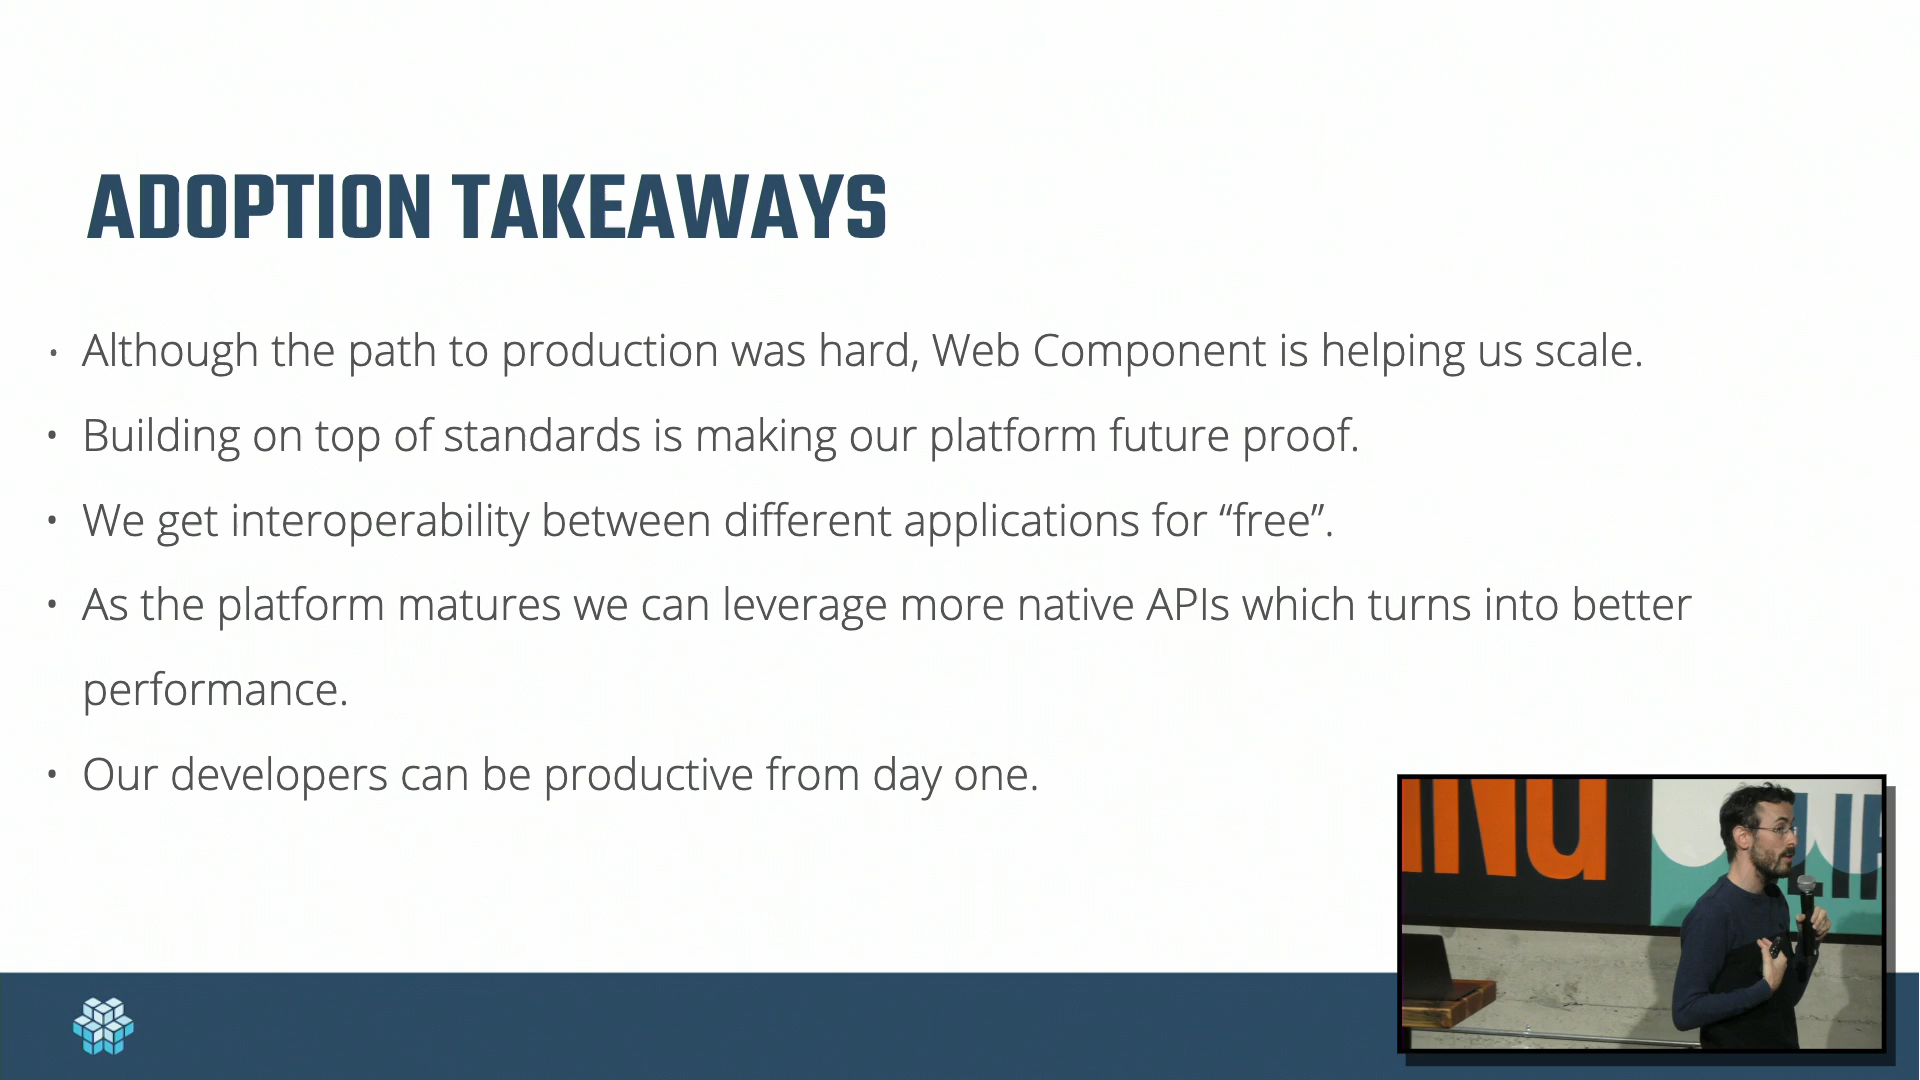 ADOPTION TAKEAWAYS
• Although the path to production was hard, Web Component is helping us scale.
• Building on top of standards is making our platform future proof.
• We get interoperability between different applications for “free”.
• As the platform matures we can leverage more native APIs which turns into better
performance.
• Our developers can be productive from day one.